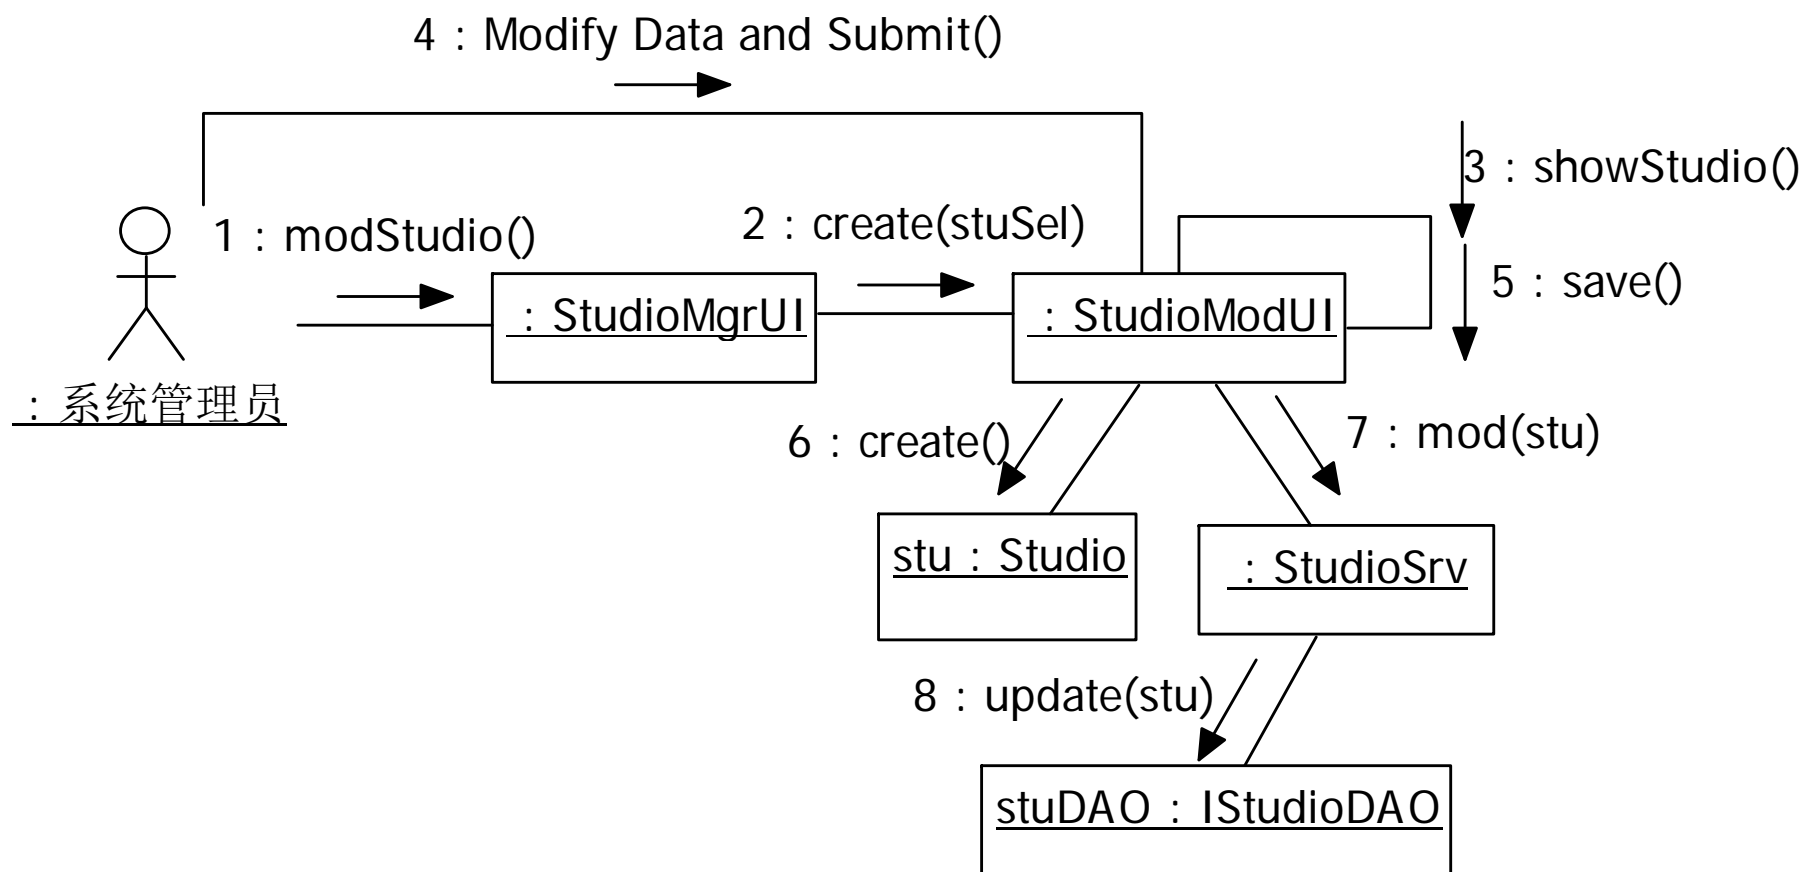 4 : Modify Data and Submit()
3 : showStudio()
1 : modStudio()
2 : create(stuSel)
5 : save()
: StudioMgrUI
: StudioModUI
: 系统管理员
6 : create()
7 : mod(stu)
stu : Studio
: StudioSrv
8 : update(stu)
stuDAO : IStudioDAO